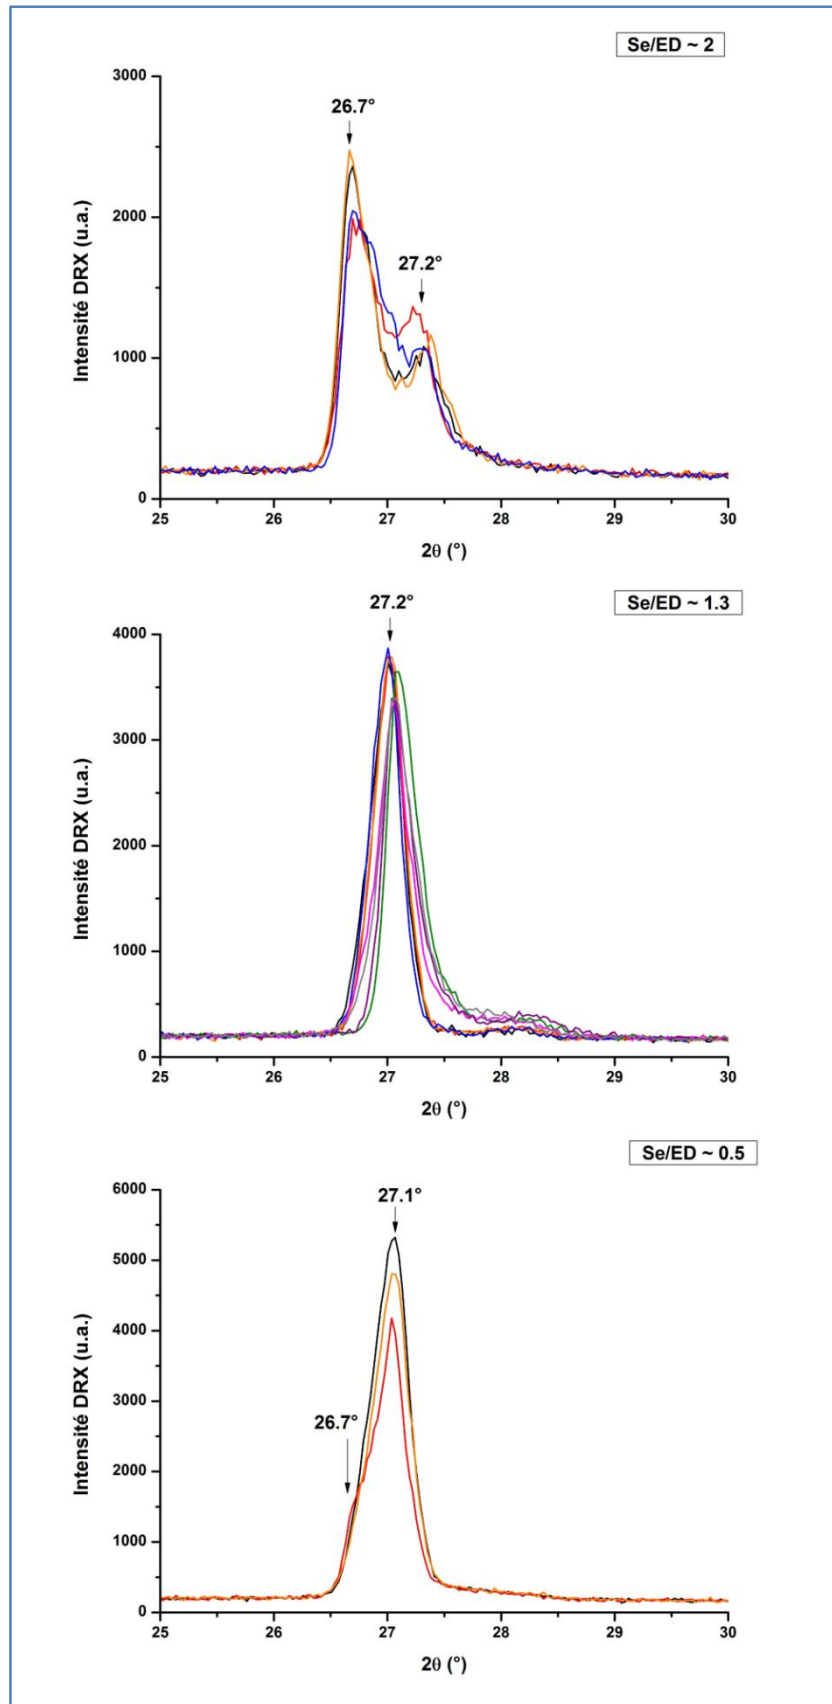 Se/ED ~ 2
3000
2500
2000
1500
1000
500
0
Intensité DRX (u.a.)
26.7°
27.2°
25 26 27 28 29 30
2θ (°)
Se/ED ~ 1.3
27.2°
4000
3000
2000
1000
0
Intensité DRX (u.a.)
25 26 27 28 29 30
2θ (°)
Se/ED ~ 0.5
6000
5000
4000
3000
2000
1000
0
Intensité DRX (u.a.)
27.1°
26.7°
25 26 27 28 29 30
2θ (°)